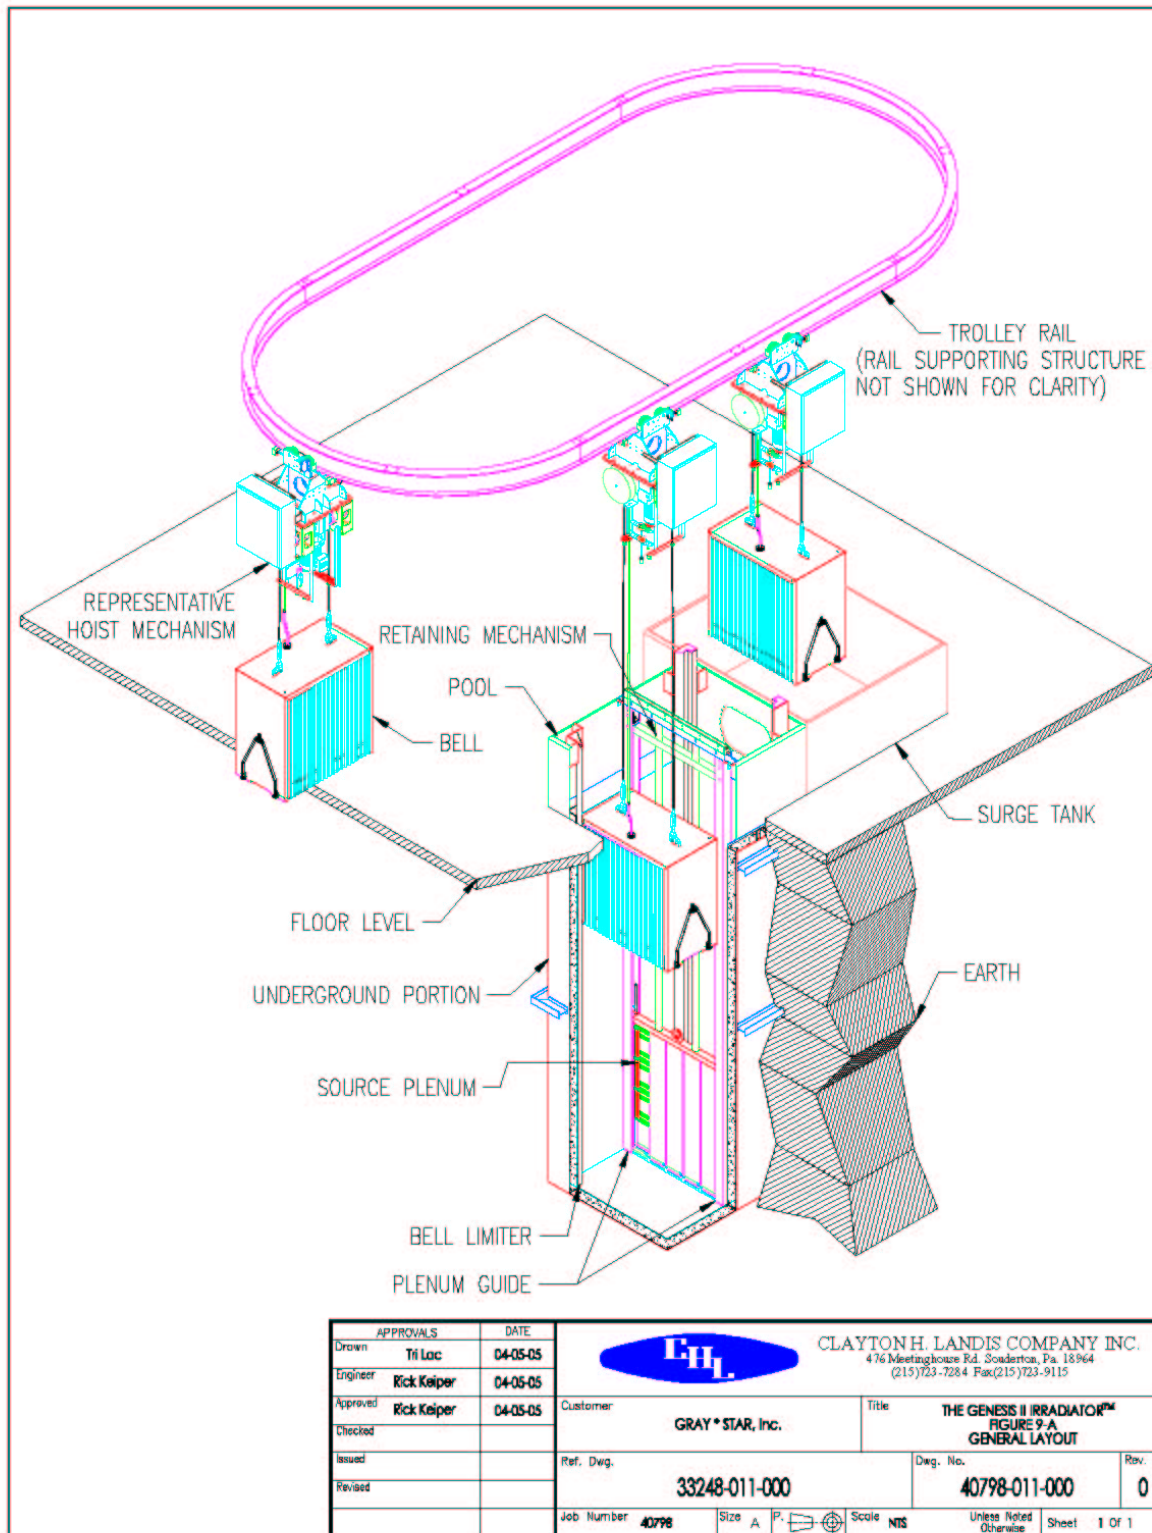 TROLLEY RAIL
(RAIL SUPPORTING STRUCTURE
NOT SHOWN FOR CLARITY)
REPRESENTATIVE
HOIST MECHANISM
RETAINING MECHANISM
POOL
BELL
SURGE TANK
FLOOR LEVEL
EARTH
UNDERGROUND PORTION
SOURCE PLENUM
BELL LIMITER
PLENUM GUIDE
APPROVALS DATE
Drawn Tri Lac 04-05-05
Engineer Rick Keiper 04-05-05
Approved Rick Keiper 04-05-05
Checked
Issued
Revised
CHL
CLAYTON H. LANDIS COMPANY INC.
476 Meetinghouse Rd. Souderton, Pa. 18964
(215)723-7284 Fax(215)723-9115
Customer
GRAY*STAR, Inc.
Title
THE GENESIS II IRRADIATOR™
FIGURE 9-A
GENERAL LAYOUT
Ref. Dwg.
33248-011-000
Dwg. No.
40798-011-000
Rev.
0
Job Number 40798
Size A
P.
Scale NTS
Unless Noted
Otherwise
Sheet 1 Of 1